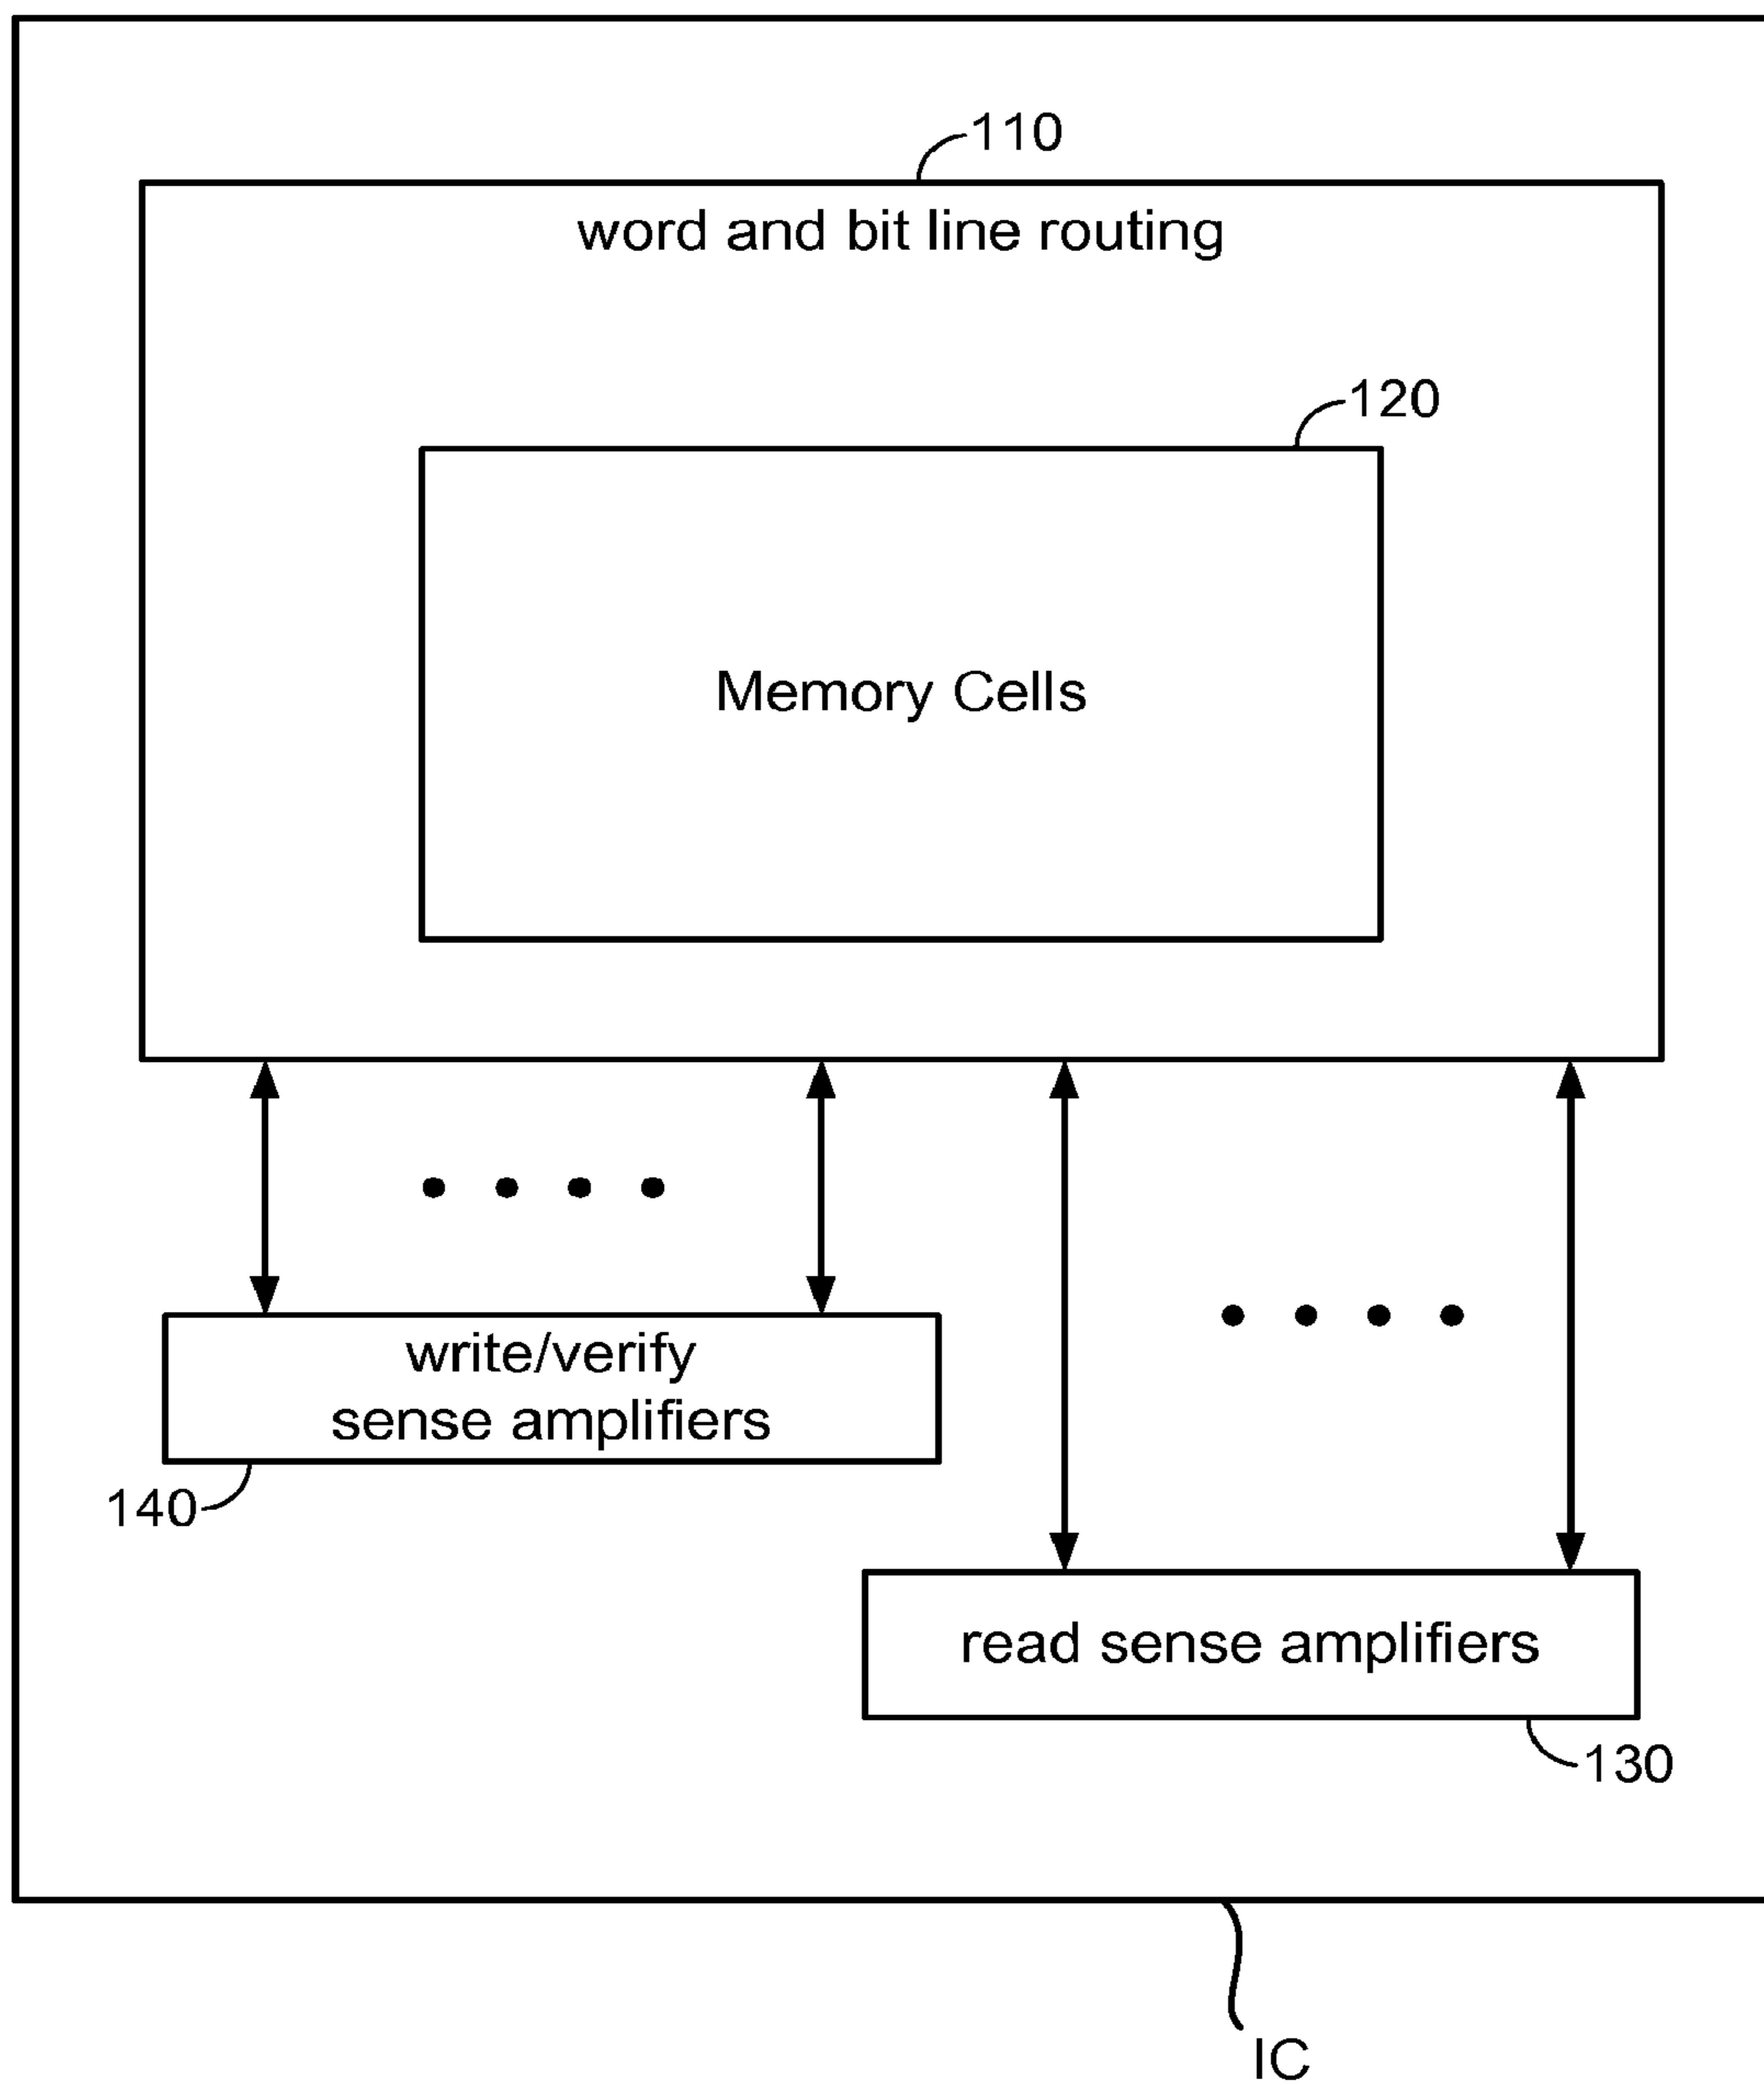 110
word and bit line routing
120
Memory Cells
write/verify
sense amplifiers
140
read sense amplifiers
130
IC